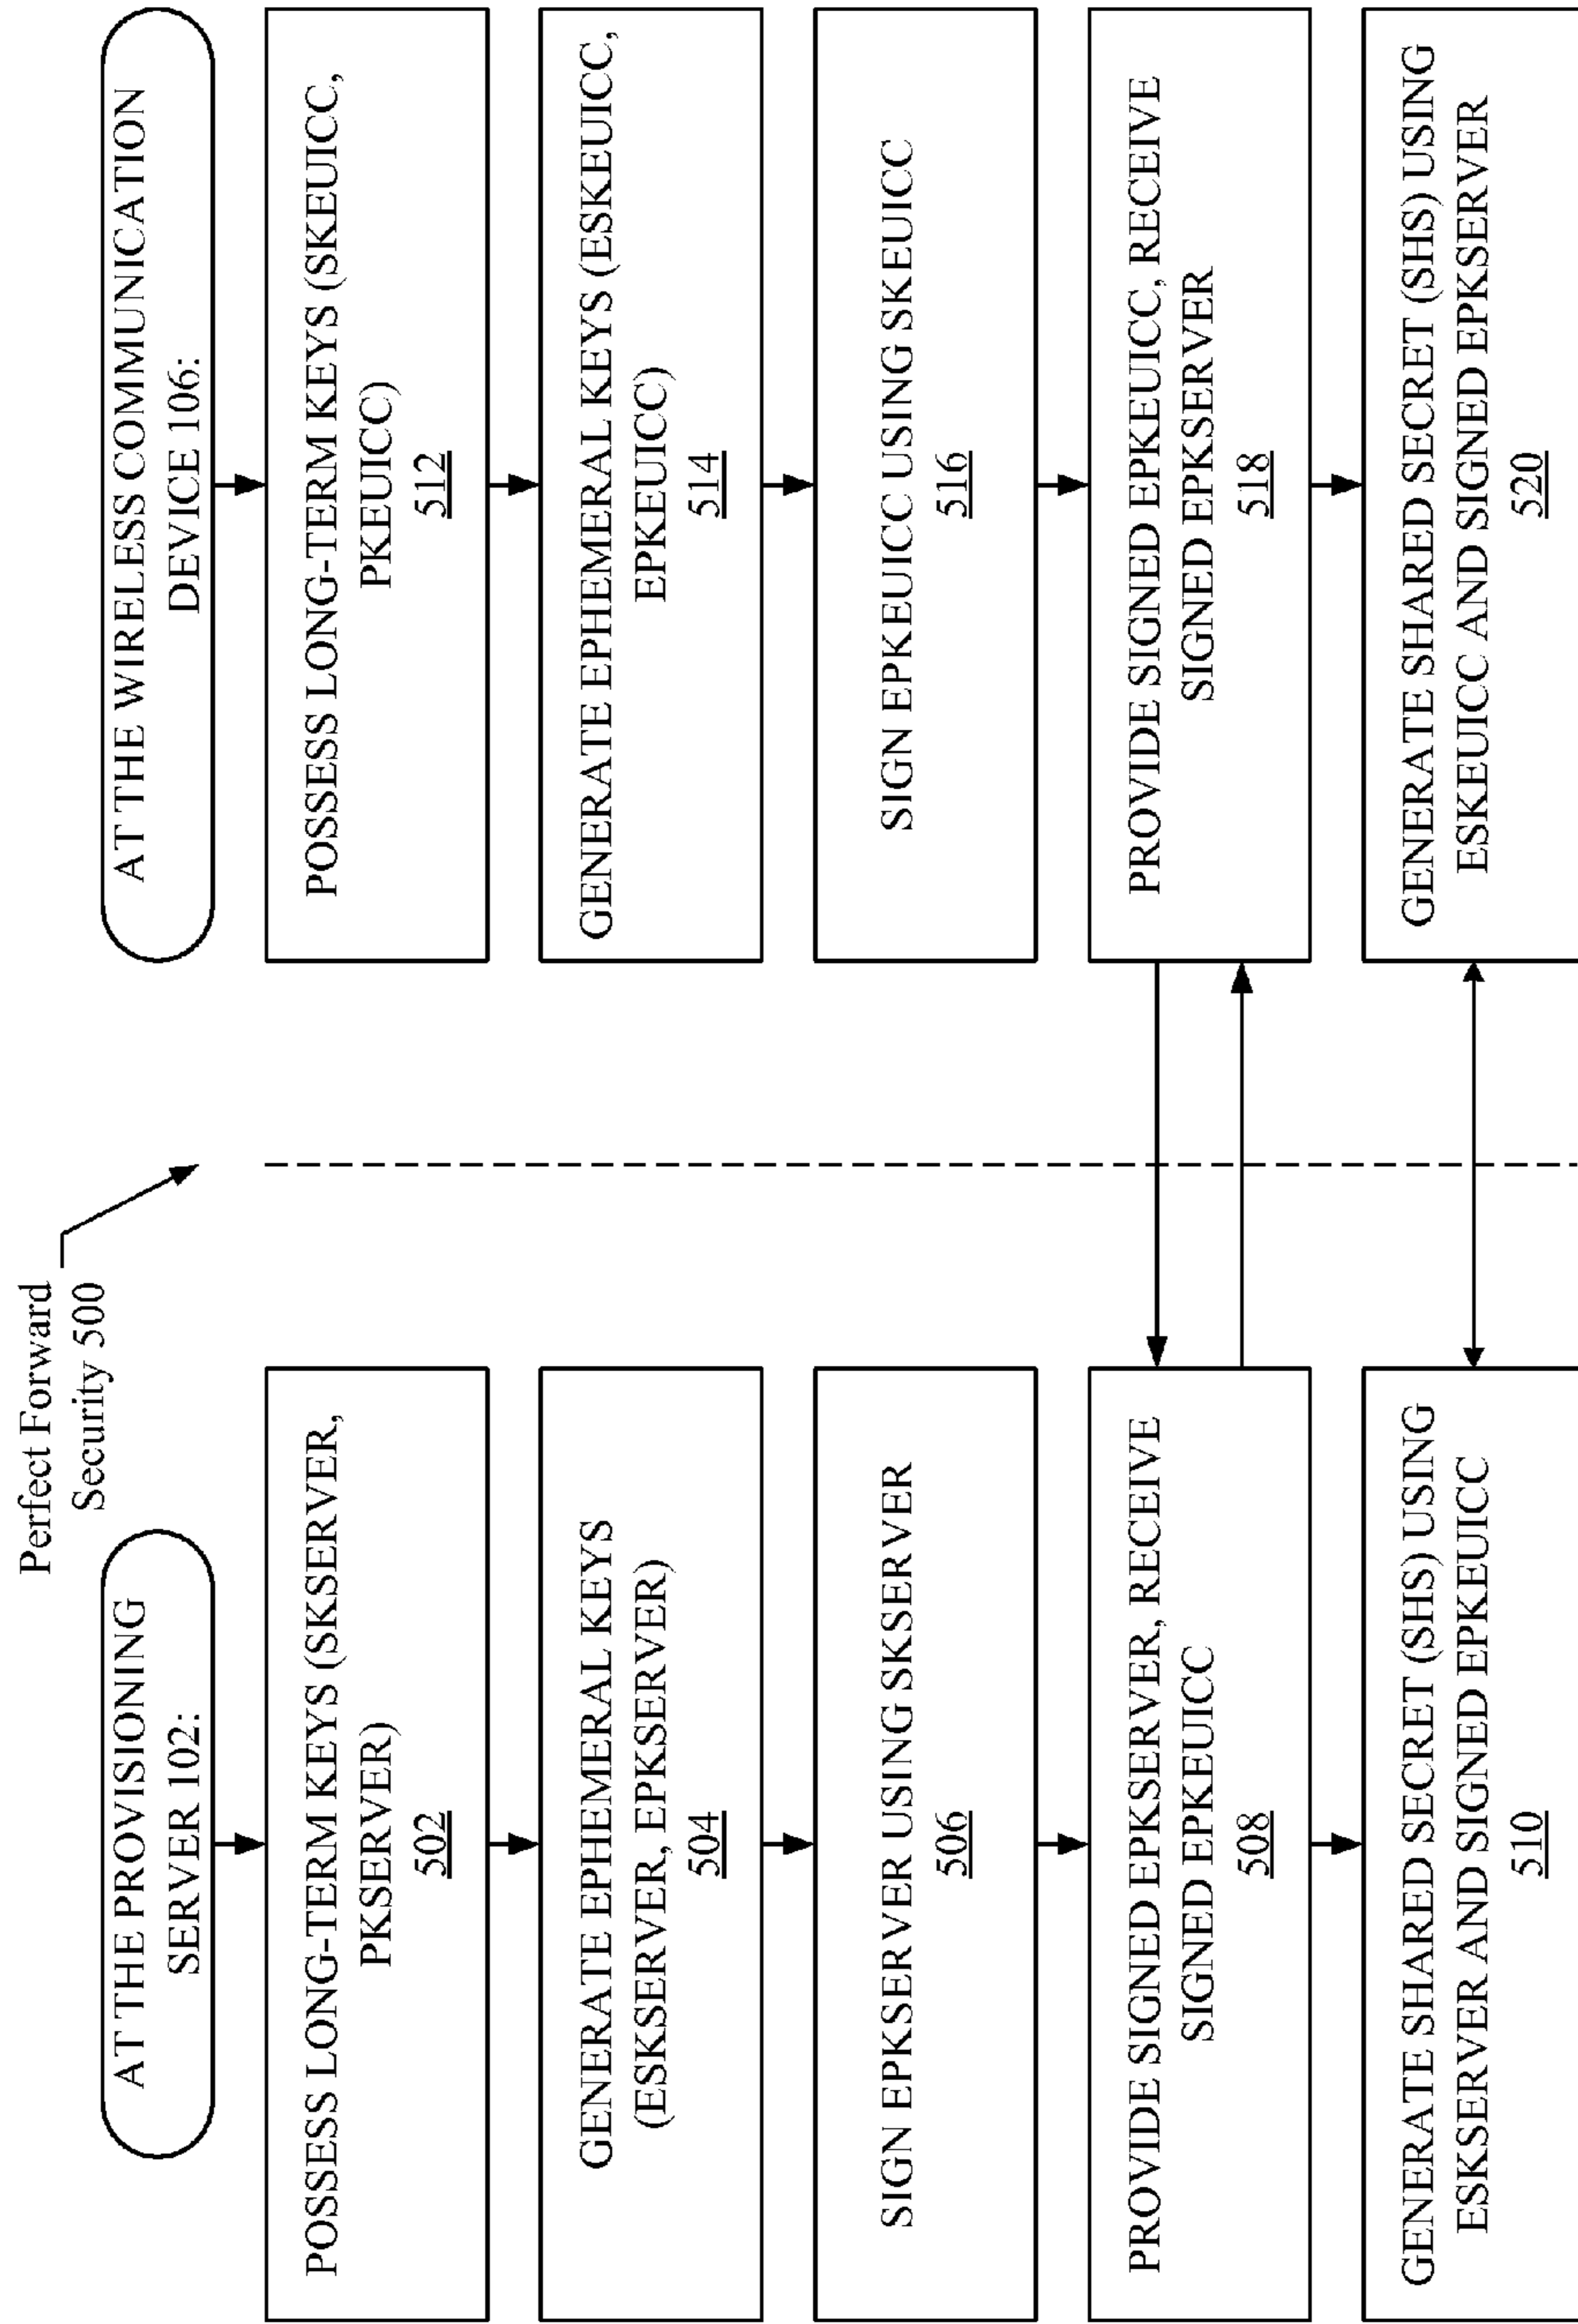 Perfect Forward
Security 500
AT THE PROVISIONING
SERVER 102:
POSSESS LONG-TERM KEYS (SKSERVER,
PKSERVER)
502
GENERATE EPHEMERAL KEYS
(ESKSERVER, EPKSERVER)
504
SIGN EPKSERVER USING SKSERVER
506
PROVIDE SIGNED EPKSERVER, RECEIVE
SIGNED EPKEUICC
508
GENERATE SHARED SECRET (SHS) USING
ESKSERVER AND SIGNED EPKEUICC
510
AT THE WIRELESS COMMUNICATION
DEVICE 106:
POSSESS LONG-TERM KEYS (SKEUICC,
PKEUICC)
512
GENERATE EPHEMERAL KEYS (ESKEUICC,
EPKEUICC)
514
SIGN EPKEUICC USING SKEUICC
516
PROVIDE SIGNED EPKEUICC, RECEIVE
SIGNED EPKSERVER
518
GENERATE SHARED SECRET (SHS) USING
ESKEUICC AND SIGNED EPKSERVER
520